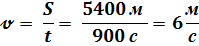 𝓋 = S/t = 5400 м/900 с = 6 м/с